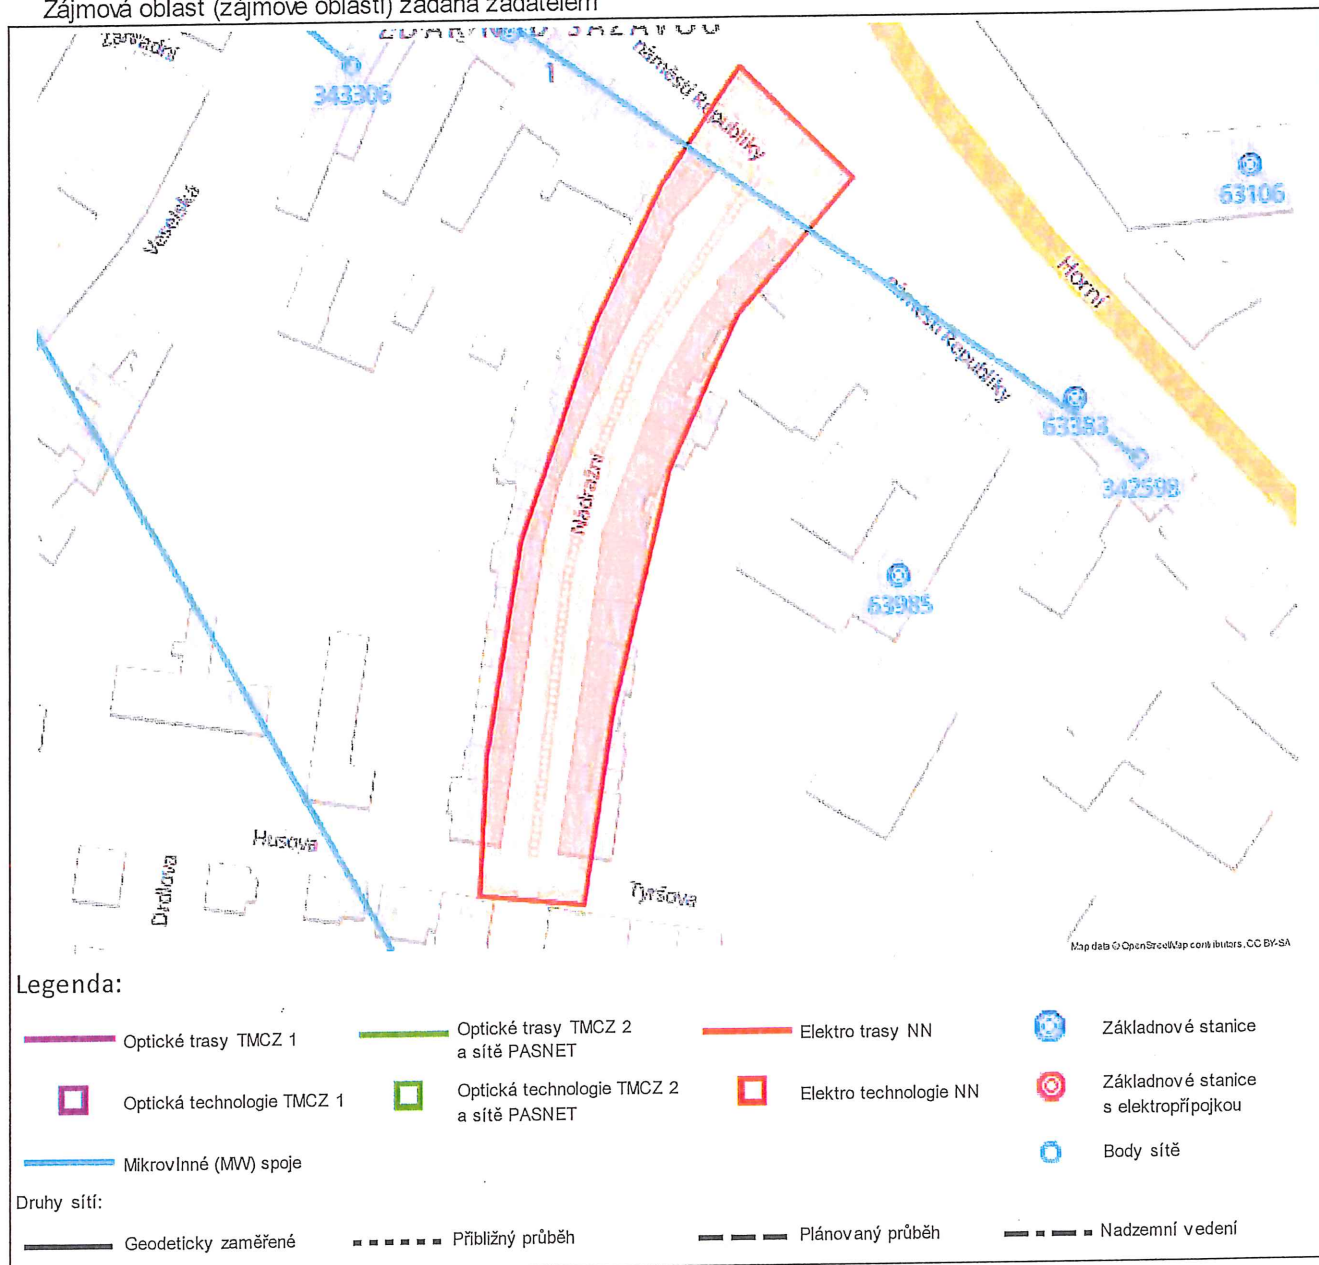 Zájmová oblast (zájmové oblasti) zadaná žadatelem
Zahradní
ŽĎÁR NAD SÁZAVOU
1
343306
náměstí Republiky
63106
Veselská
Horní
náměstí Republiky
63383
342598
Nádražní
63985
Husova
Drdlova
Tyršova
Map data © OpenStreetMap contributors, CC BY-SA
Legenda:
Optické trasy TMCZ 1
Optické trasy TMCZ 2
a sítě PASNET
Elektro trasy NN
Základnové stanice
Optická technologie TMCZ 1
Optická technologie TMCZ 2
a sítě PASNET
Elektro technologie NN
Základnové stanice
s elektropřípojkou
Mikrovlnné (MW) spoje
Body sítě
Druhy sítí:
Geodeticky zaměřené
Přibližný průběh
Plánovaný průběh
Nadzemní vedení